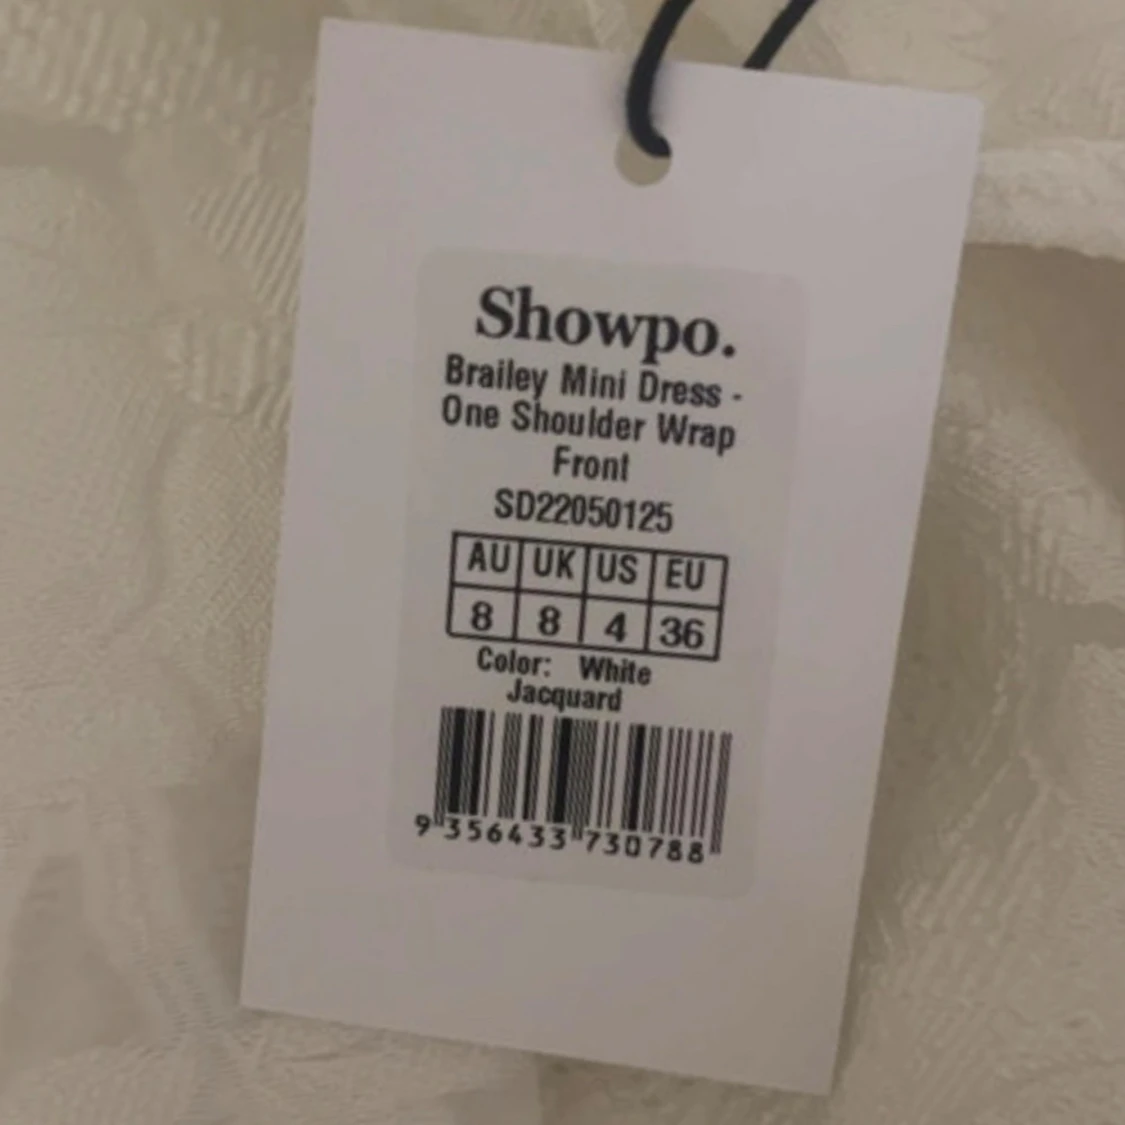 Showpo.
Brailey Mini Dress -
One Shoulder Wrap
Front
SD22050125
AU UK US EU
8 8 4 36
Color: White
Jacquard
9 356433 730788